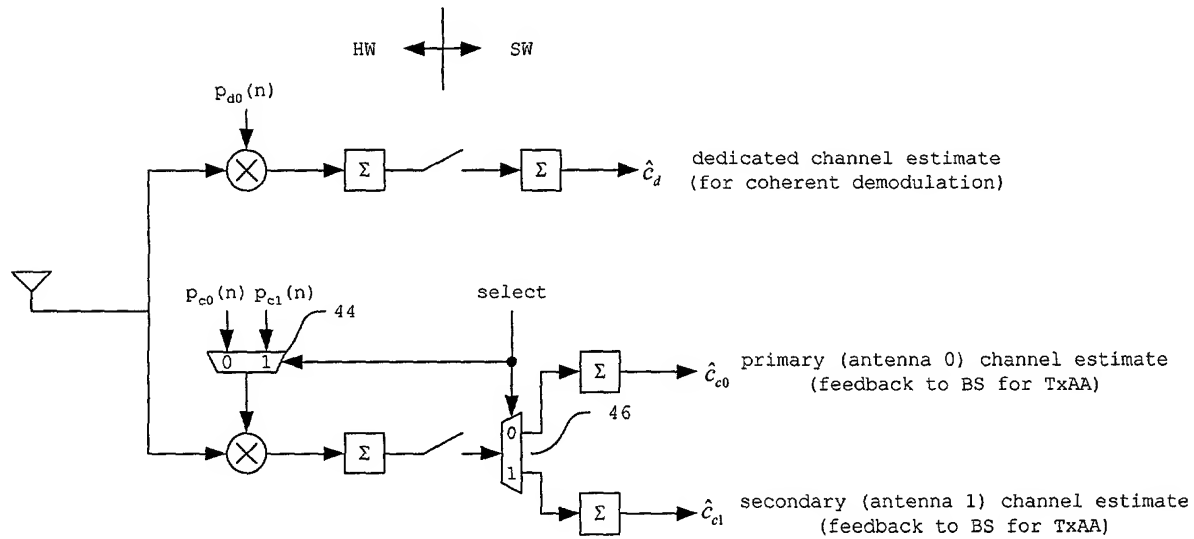 HW SW
p_d0(n)
Σ Σ ĉ_d dedicated channel estimate
(for coherent demodulation)
p_c0(n) p_c1(n) select
44
0 1
Σ ĉ_c0 primary (antenna 0) channel estimate
(feedback to BS for TxAA)
46
0
Σ
1
Σ ĉ_c1 secondary (antenna 1) channel estimate
(feedback to BS for TxAA)